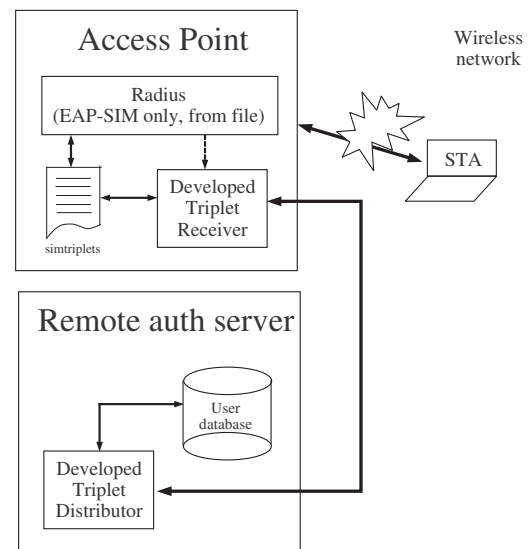 Access Point
Wireless
network
Radius
(EAP-SIM only, from file)
STA
Developed
Triplet
Receiver
simtriplets
Remote auth server
User
database
Developed
Triplet
Distributor